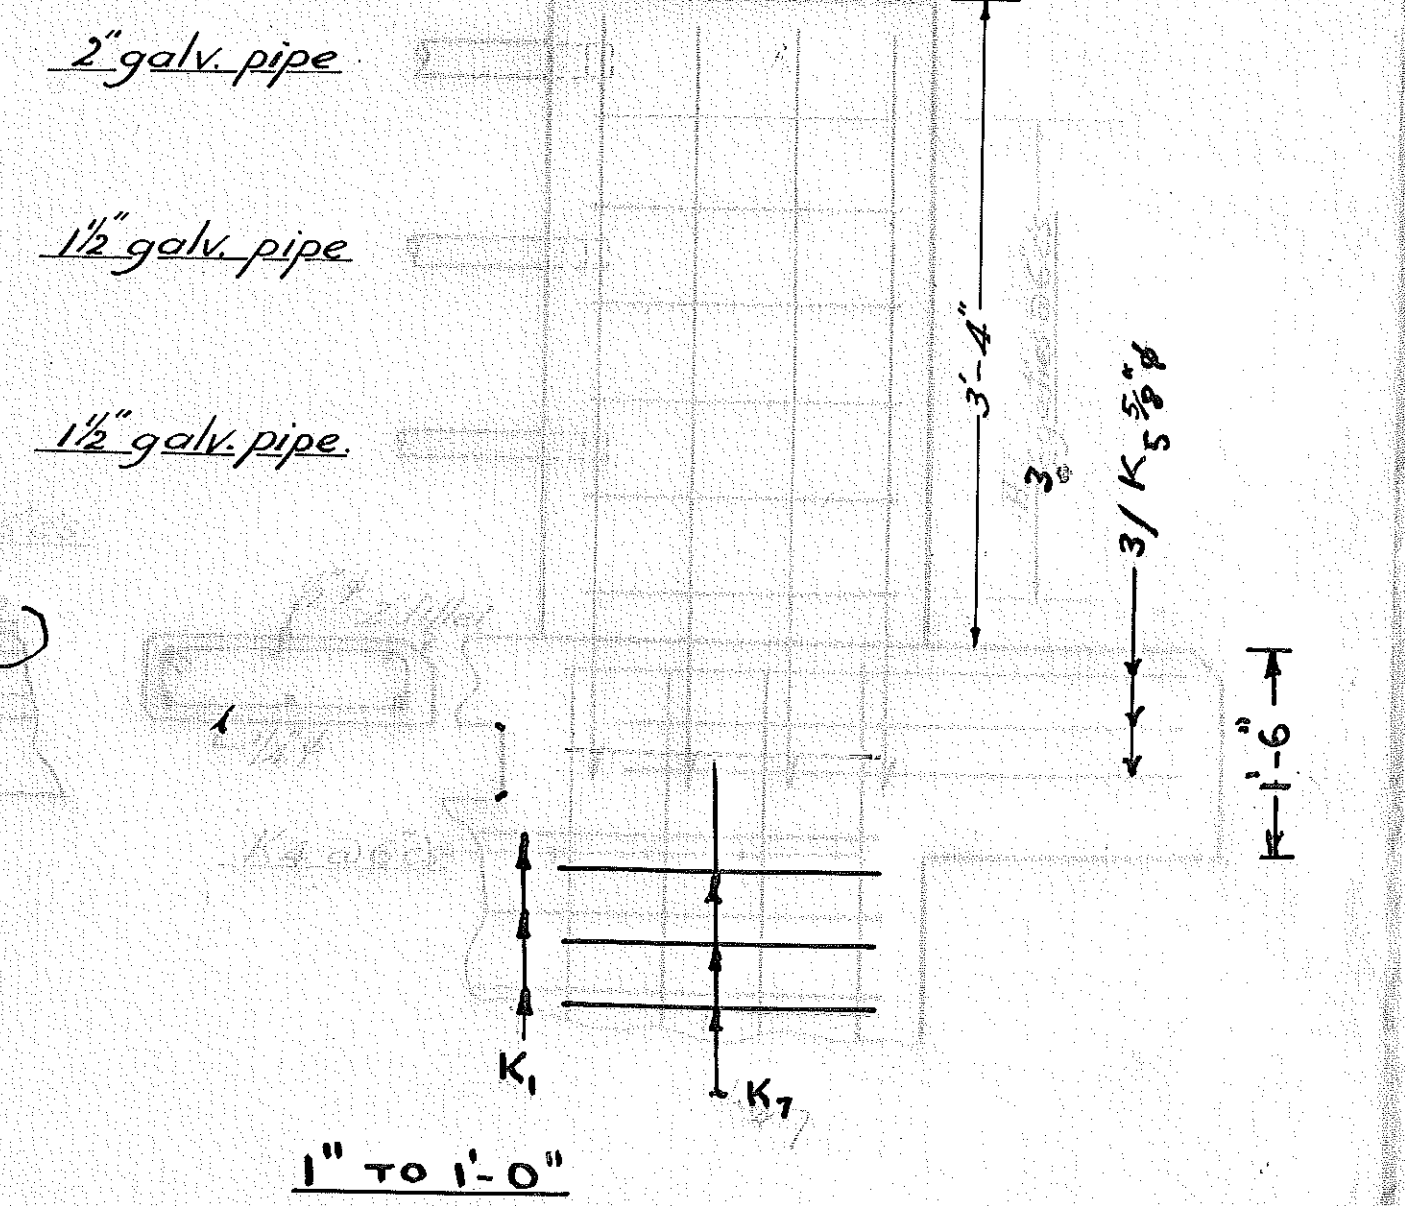 2" galv. pipe
1½" galv. pipe
1½" galv. pipe.
3'-4"
3/K5 5/8"ϕ
1'-6"
K1
K7
1" TO 1'-0"